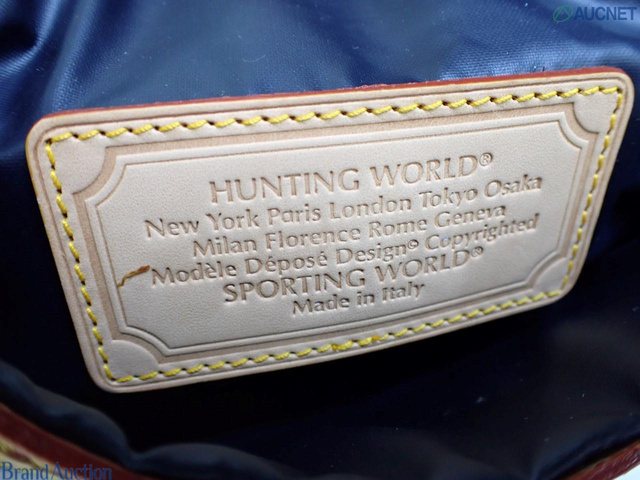 AUCNET
HUNTING WORLD®
New York Paris London Tokyo Osaka
Milan Florence Rome Geneva
Modèle Déposé Design© Copyrighted
SPORTING WORLD®
Made in Italy
Brand Auction